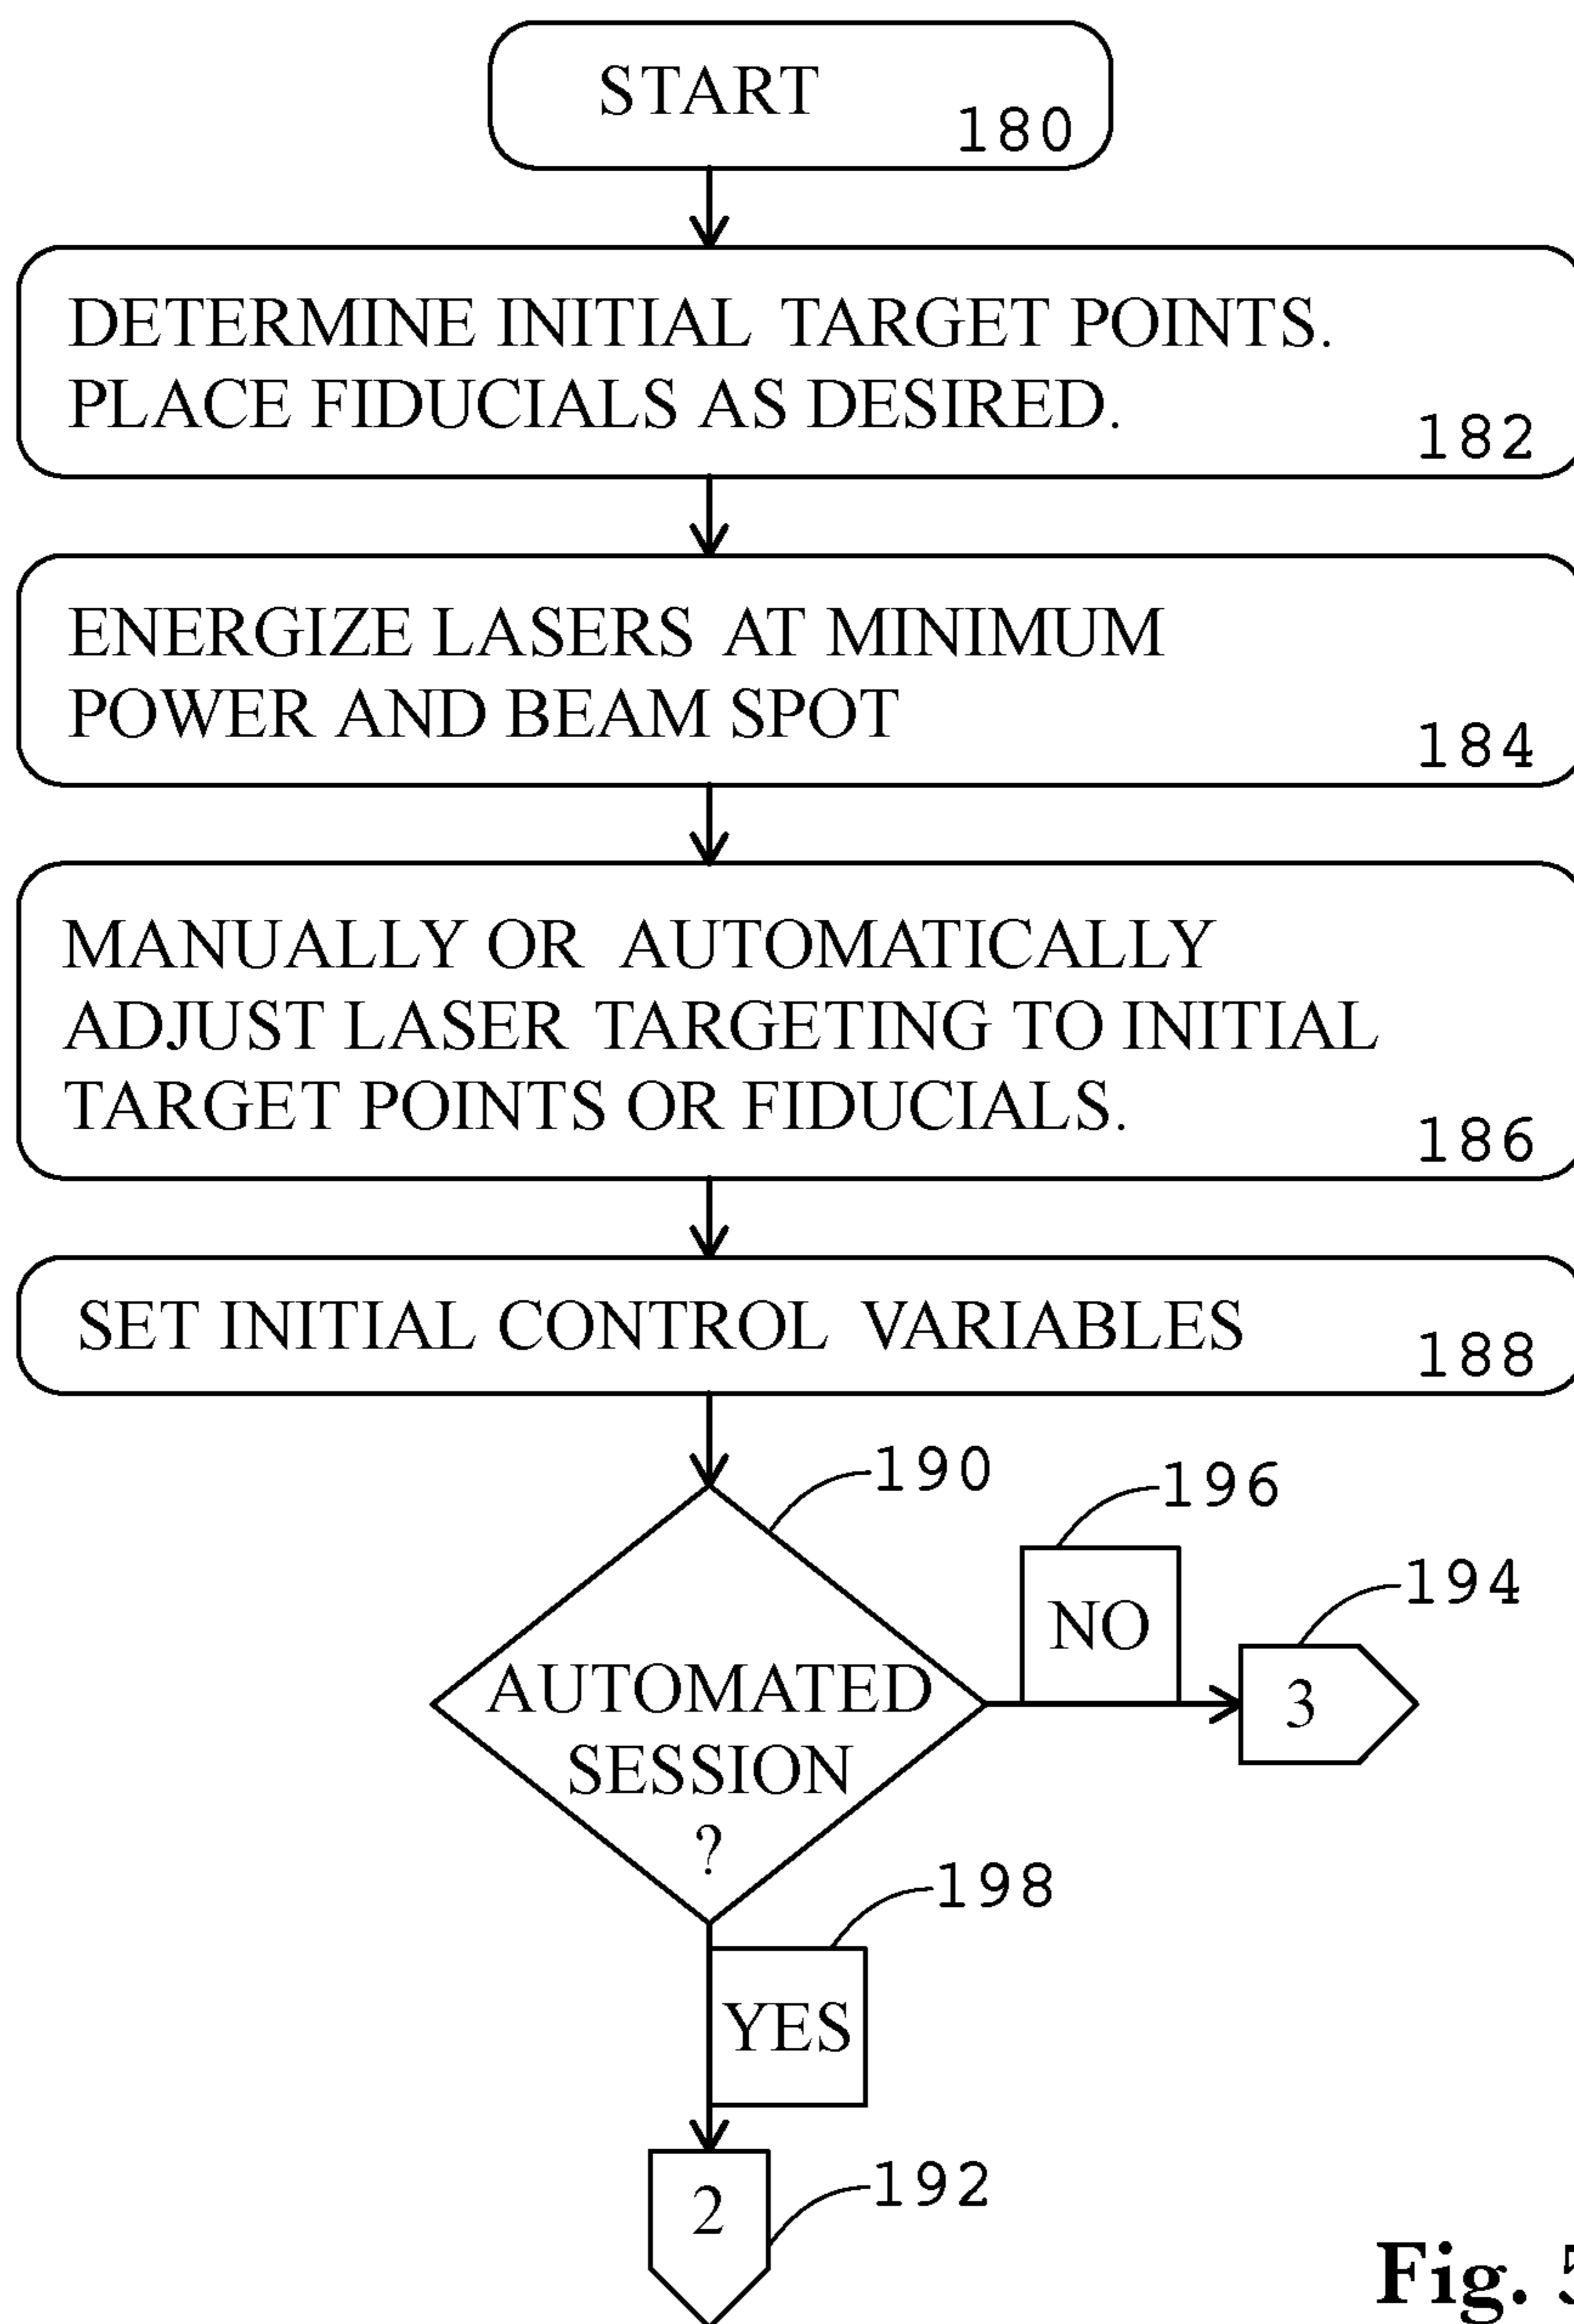 START
180
DETERMINE INITIAL TARGET POINTS.
PLACE FIDUCIALS AS DESIRED.
182
ENERGIZE LASERS AT MINIMUM
POWER AND BEAM SPOT
184
MANUALLY OR AUTOMATICALLY
ADJUST LASER TARGETING TO INITIAL
TARGET POINTS OR FIDUCIALS.
186
SET INITIAL CONTROL VARIABLES
188
190
196
194
NO
3
AUTOMATED
SESSION
?
198
YES
192
2
Fig. 5